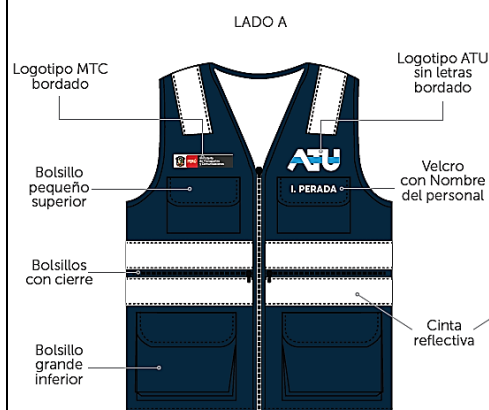 LADO A
Logotipo MTC
bordado
Logotipo ATU
sin letras
bordado
PERÚ
ATU
Bolsillo
pequeño
superior
I. PERADA
Velcro
con Nombre
del personal
Bolsillos
con cierre
Cinta
reflectiva
Bolsillo
grande
inferior